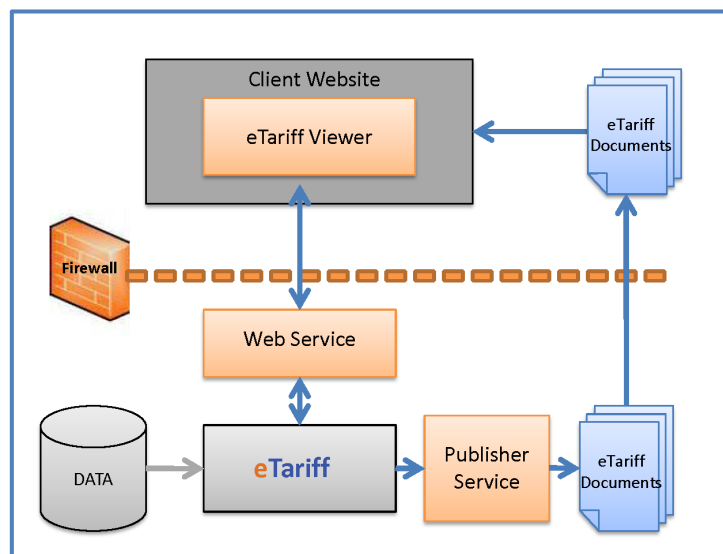 Client Website
eTariff Viewer
eTariff
Documents
Firewall
Web Service
DATA
eTariff
Publisher
Service
eTariff
Documents